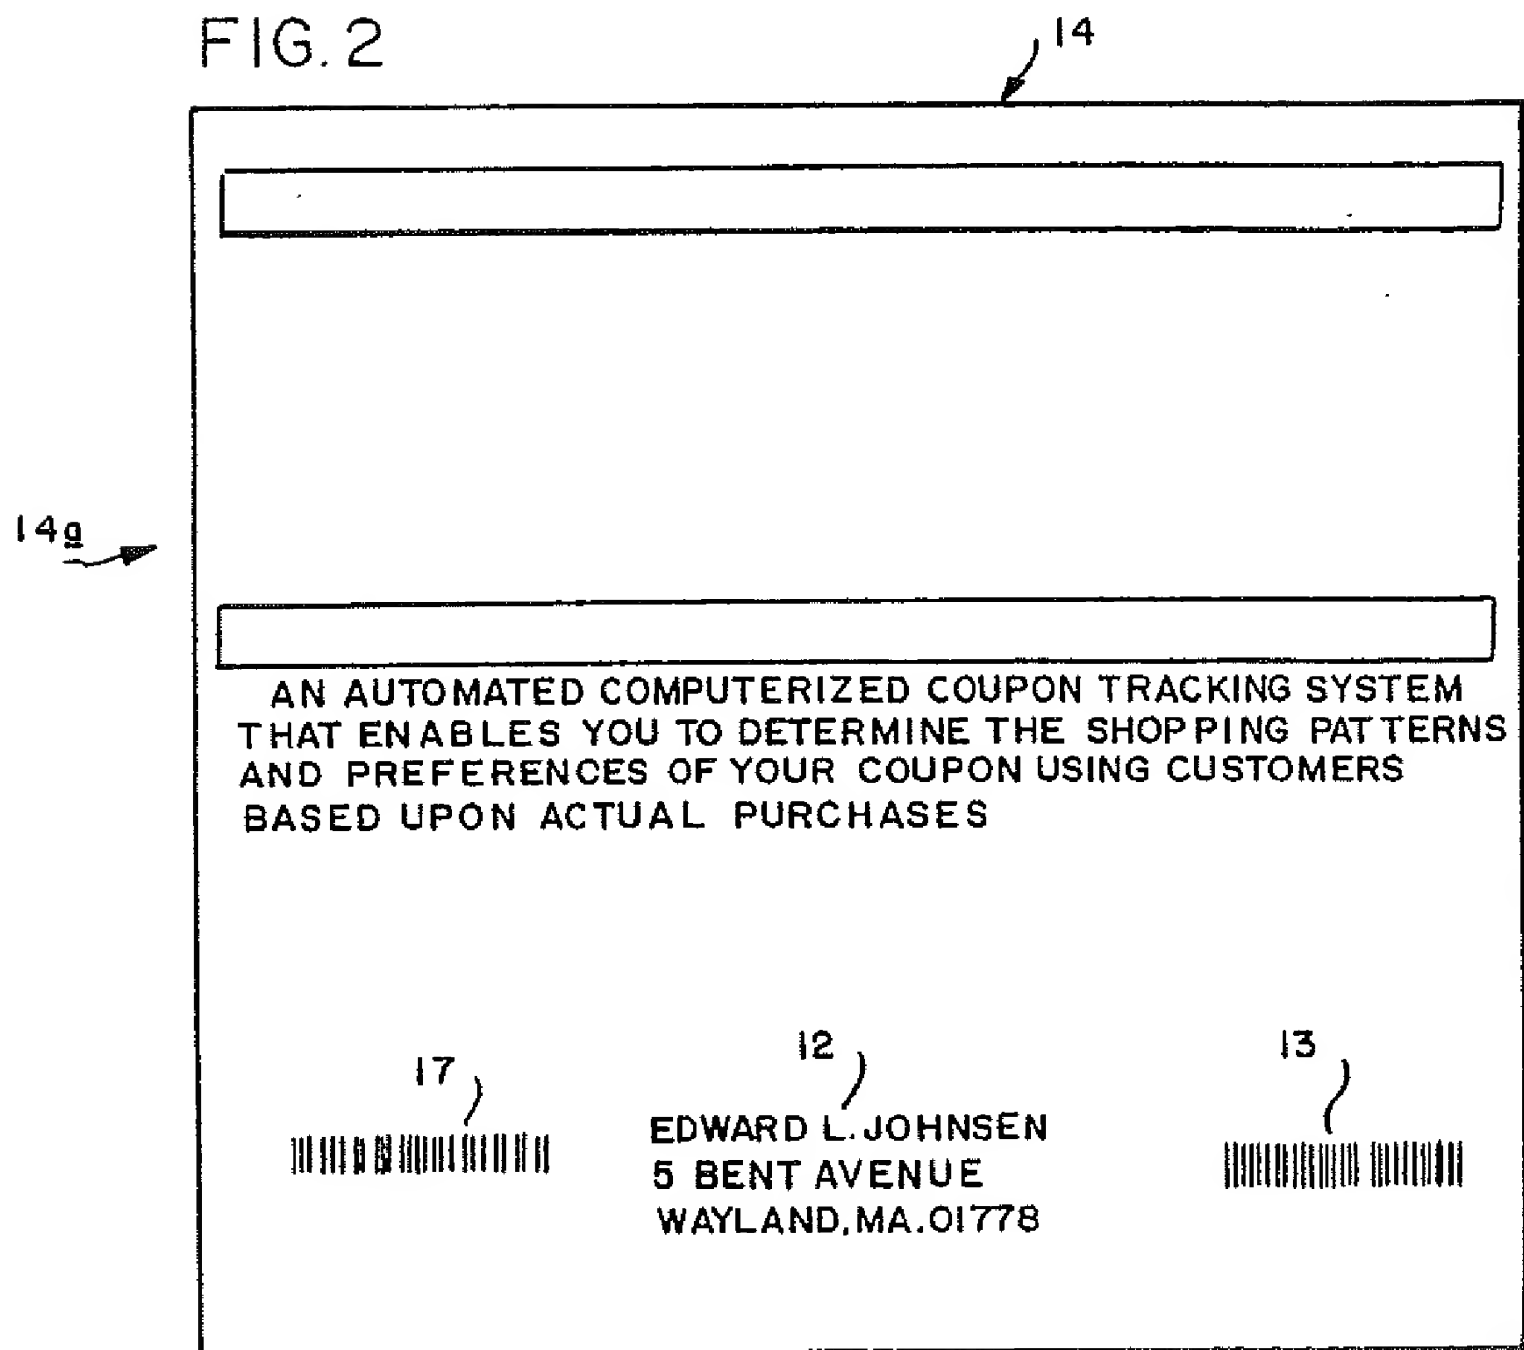 FIG. 2
14
14a
AN AUTOMATED COMPUTERIZED COUPON TRACKING SYSTEM
THAT ENABLES YOU TO DETERMINE THE SHOPPING PATTERNS
AND PREFERENCES OF YOUR COUPON USING CUSTOMERS
BASED UPON ACTUAL PURCHASES
17 12 13
EDWARD L. JOHNSEN
5 BENT AVENUE
WAYLAND, MA. 01778